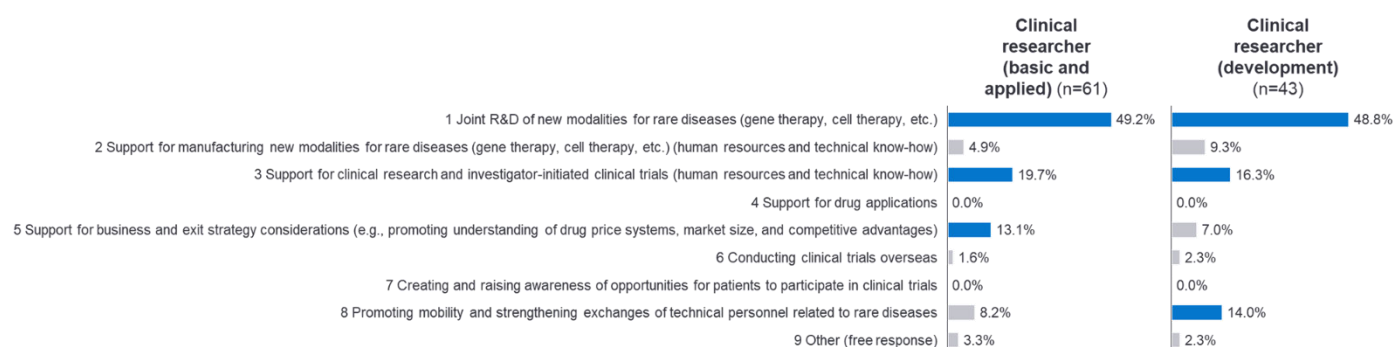 Clinical
researcher
(basic and
applied) (n=61)
Clinical
researcher
(development)
(n=43)
1 Joint R&D of new modalities for rare diseases (gene therapy, cell therapy, etc.) 49.2% 48.8%
2 Support for manufacturing new modalities for rare diseases (gene therapy, cell therapy, etc.) (human resources and technical know-how) 4.9% 9.3%
3 Support for clinical research and investigator-initiated clinical trials (human resources and technical know-how) 19.7% 16.3%
4 Support for drug applications 0.0% 0.0%
5 Support for business and exit strategy considerations (e.g., promoting understanding of drug price systems, market size, and competitive advantages) 13.1% 7.0%
6 Conducting clinical trials overseas 1.6% 2.3%
7 Creating and raising awareness of opportunities for patients to participate in clinical trials 0.0% 0.0%
8 Promoting mobility and strengthening exchanges of technical personnel related to rare diseases 8.2% 14.0%
9 Other (free response) 3.3% 2.3%